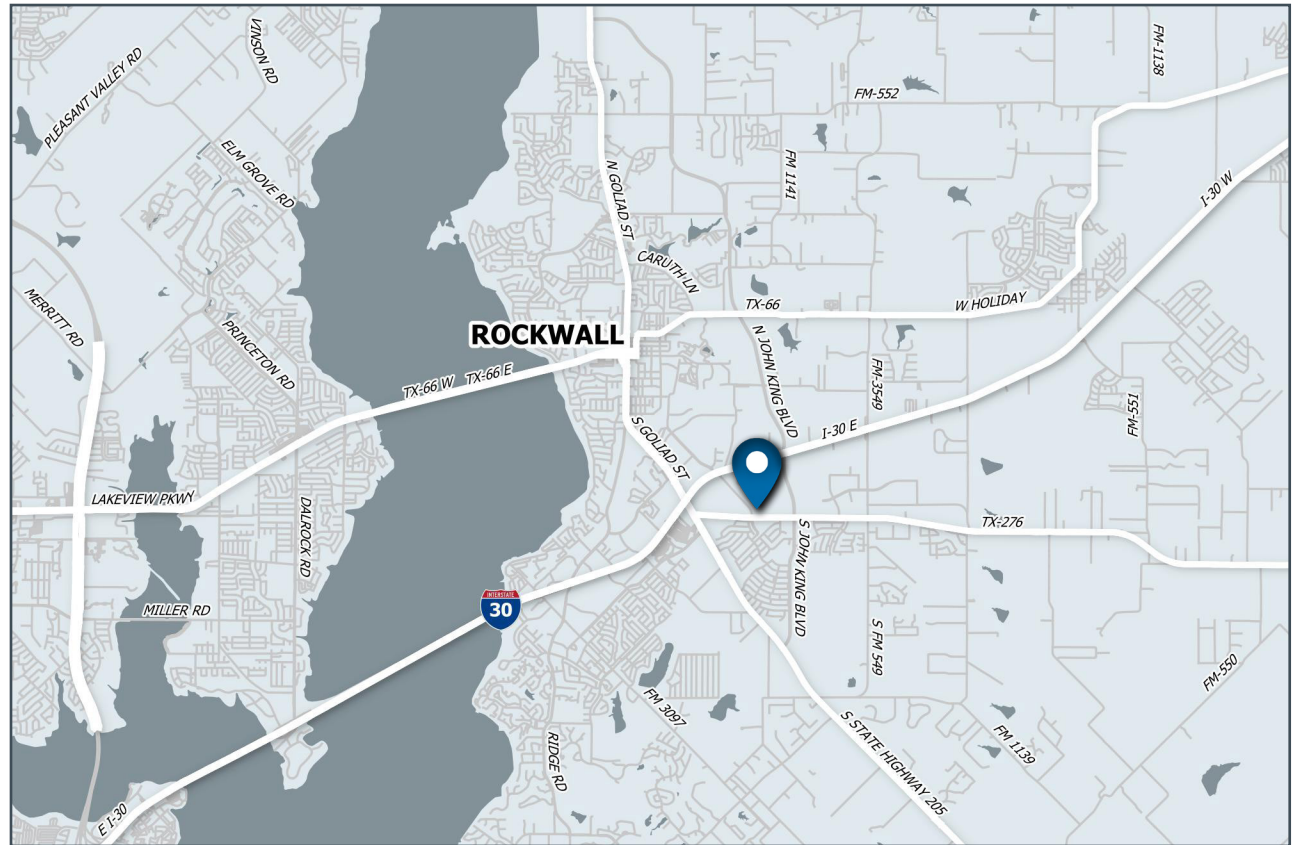 VINSON RD
FM-1138
PLEASANT VALLEY RD
FM-552
ELM GROVE RD
N GOLIAD ST
FM 1141
I-30 W
CARUTH LN
MERRITT RD
TX-66
W HOLIDAY
PRINCETON RD
ROCKWALL
N JOHN KING BLVD
FM-3549
TX-66 W
TX-66 E
FM-551
S GOLIAD ST
I-30 E
LAKEVIEW PKWY
DALROCK RD
TX-276
S JOHN KING BLVD
INTERSTATE
30
MILLER RD
S FM 549
FM-550
FM 3097
S STATE HIGHWAY 205
FM 1139
RIDGE RD
E I-30